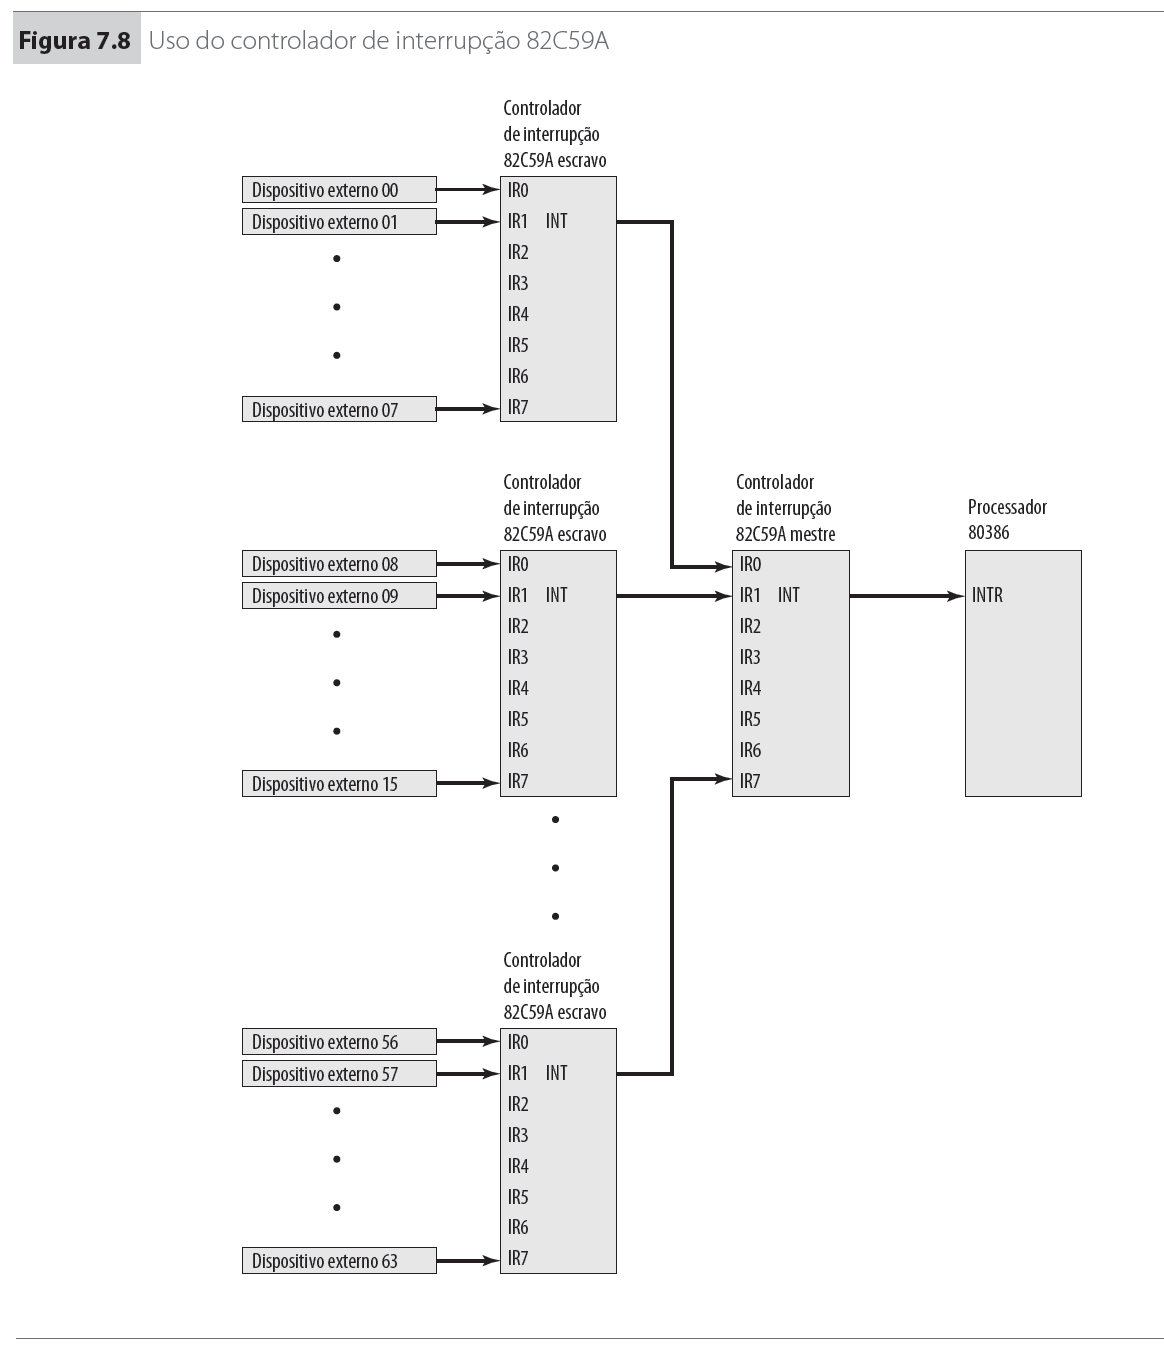 Figura 7.8 Uso do controlador de interrupção 82C59A
Controlador
de interrupção
82C59A escravo
Dispositivo externo 00
IR0
Dispositivo externo 01
IR1 INT
IR2
IR3
IR4
IR5
IR6
Dispositivo externo 07
IR7
Controlador
de interrupção
82C59A escravo
Controlador
de interrupção
82C59A mestre
Processador
80386
Dispositivo externo 08
IR0
IR0
Dispositivo externo 09
IR1 INT
IR1 INT
INTR
IR2
IR2
IR3
IR3
IR4
IR4
IR5
IR5
IR6
IR6
Dispositivo externo 15
IR7
IR7
Controlador
de interrupção
82C59A escravo
Dispositivo externo 56
IR0
Dispositivo externo 57
IR1 INT
IR2
IR3
IR4
IR5
IR6
Dispositivo externo 63
IR7